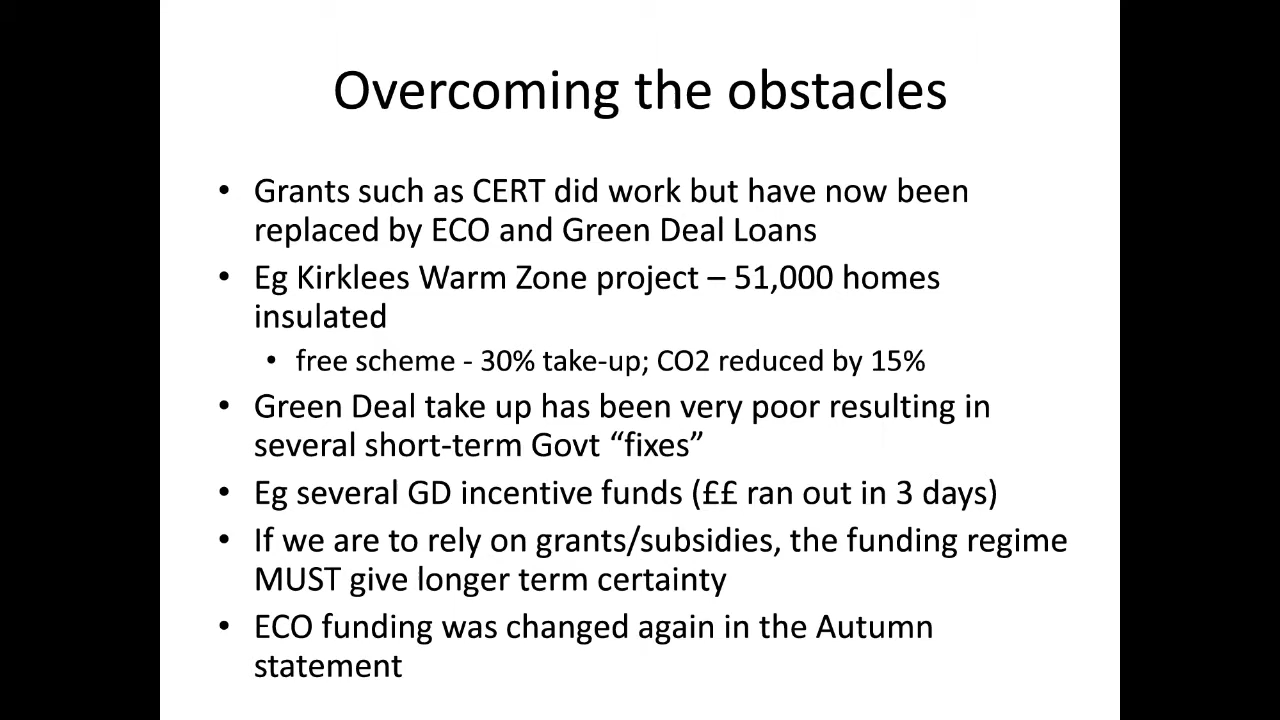 Overcoming the obstacles
• Grants such as CERT did work but have now been
replaced by ECO and Green Deal Loans
• Eg Kirklees Warm Zone project – 51,000 homes
insulated
• free scheme - 30% take-up; CO2 reduced by 15%
• Green Deal take up has been very poor resulting in
several short-term Govt “fixes”
• Eg several GD incentive funds (££ ran out in 3 days)
• If we are to rely on grants/subsidies, the funding regime
MUST give longer term certainty
• ECO funding was changed again in the Autumn
statement